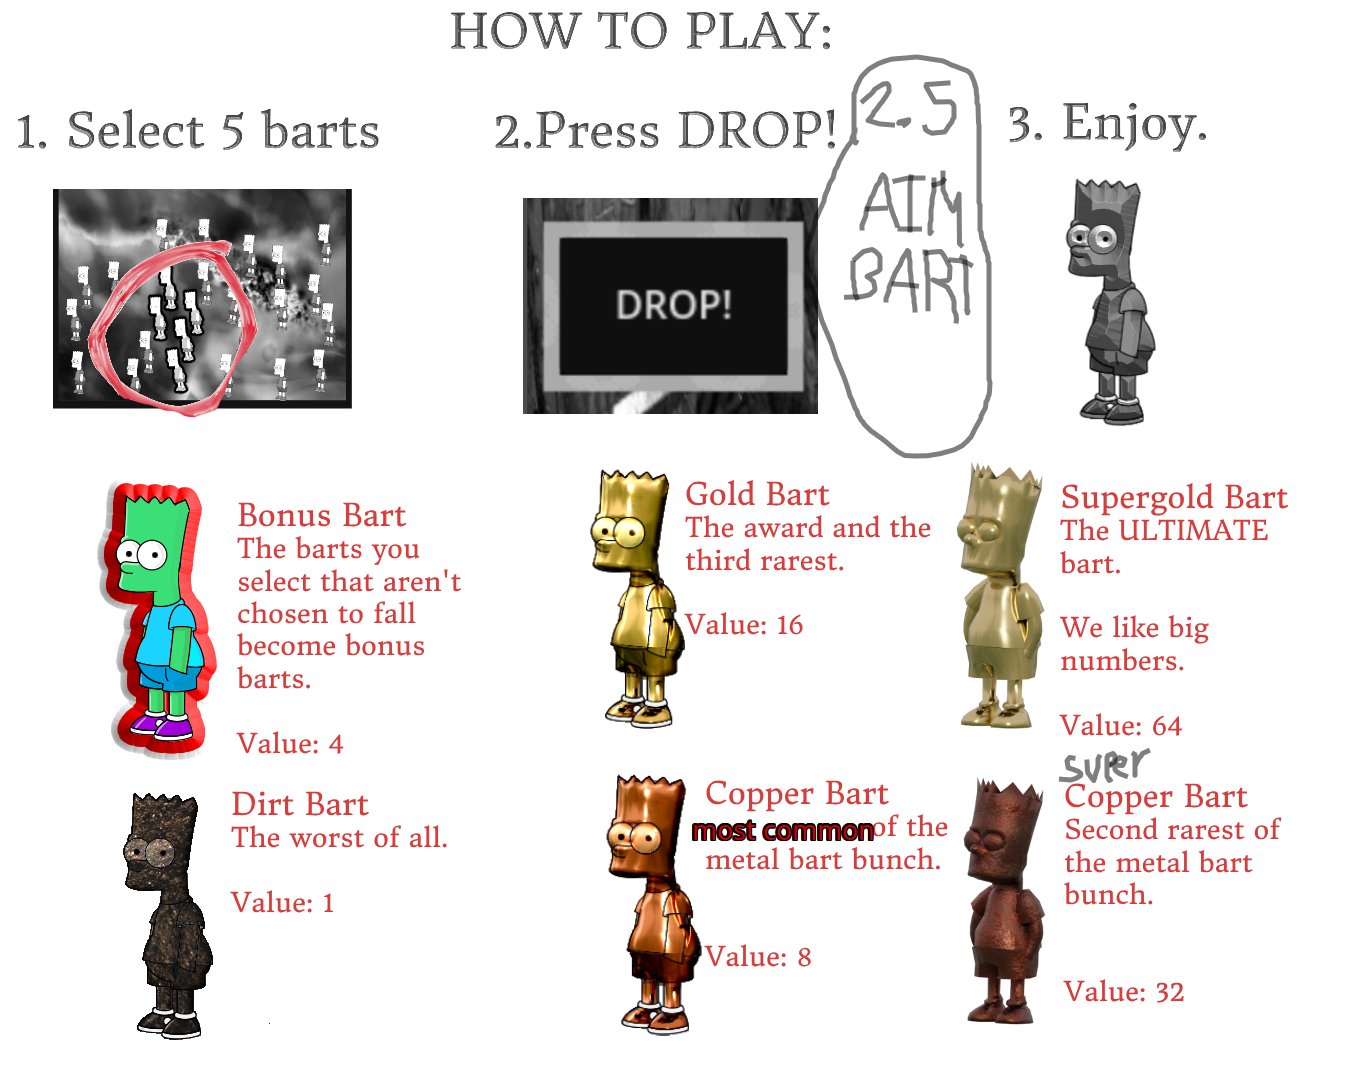 HOW TO PLAY:
1. Select 5 barts
2.Press DROP!
DROP!
2.5
AIM
BART
3. Enjoy.
Bonus Bart
The barts you
select that aren't
chosen to fall
become bonus
barts.
Value: 4
Gold Bart
The award and the
third rarest.
Value: 16
Supergold Bart
The ULTIMATE
bart.
We like big
numbers.
Value: 64
Dirt Bart
The worst of all.
Value: 1
Copper Bart
most common of the
metal bart bunch.
Value: 8
super
Copper Bart
Second rarest of
the metal bart
bunch.
Value: 32